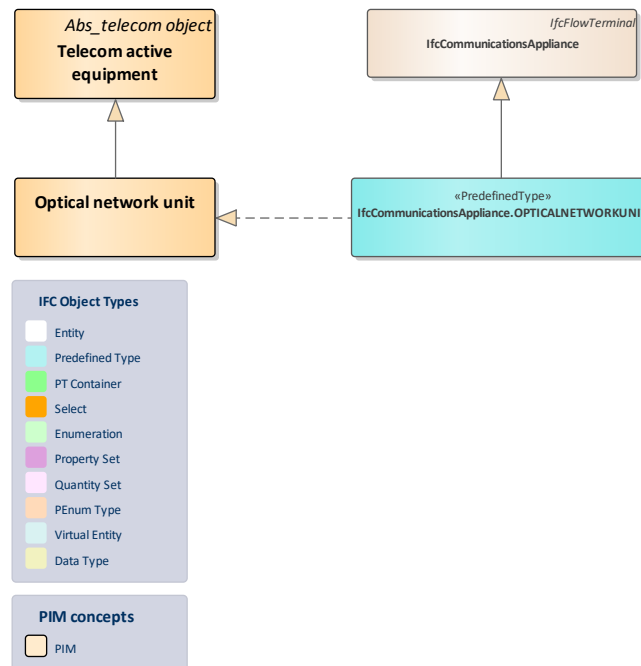 Abs_telecom object
Telecom active
equipment
IfcFlowTerminal
IfcCommunicationsAppliance
Optical network unit
«PredefinedType»
IfcCommunicationsAppliance.OPTICALNETWORKUNI
IFC Object Types
Entity
Predefined Type
PT Container
Select
Enumeration
Property Set
Quantity Set
PEnum Type
Virtual Entity
Data Type
PIM concepts
PIM